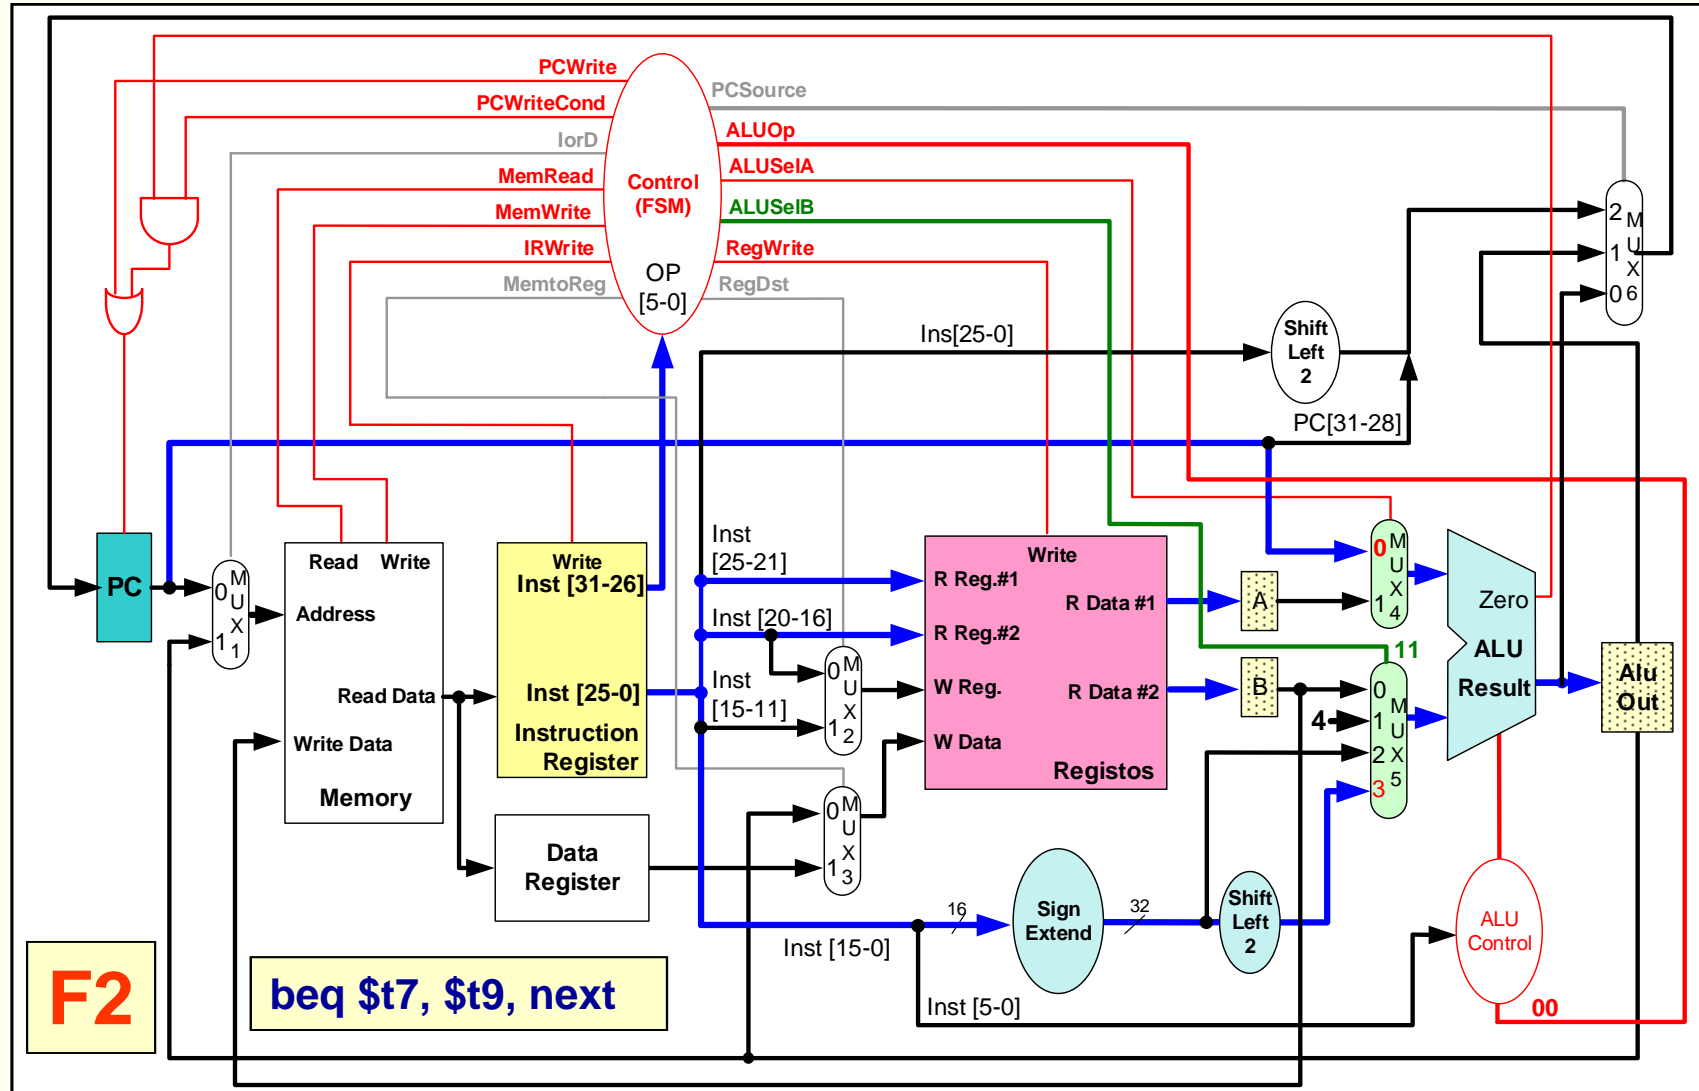 PCWrite
PCWriteCond
IorD
MemRead
MemWrite
IRWrite
MemtoReg
Control
(FSM)
OP
[5-0]
PCSource
ALUOp
ALUSelA
ALUSelB
RegWrite
RegDst
Ins[25-0]
Shift
Left
2
PC[31-28]
2
1
0
M
U
X
6
PC
0
1
M
U
X
1
Read Write
Address
Read Data
Write Data
Memory
Write
Inst [31-26]
Inst [25-0]
Instruction
Register
Data
Register
Inst
[25-21]
Inst [20-16]
Inst
[15-11]
0
1
M
U
X
2
0
1
M
U
X
3
Write
R Reg.#1
R Data #1
R Reg.#2
W Reg.
R Data #2
W Data
Registos
A
B
0
1
M
U
X
4
11
4
0
1
2
3
M
U
X
5
Zero
ALU
Result
Alu
Out
Inst [15-0]
16
Sign
Extend
32
Shift
Left
2
ALU
Control
Inst [5-0]
00
F2
beq $t7, $t9, next